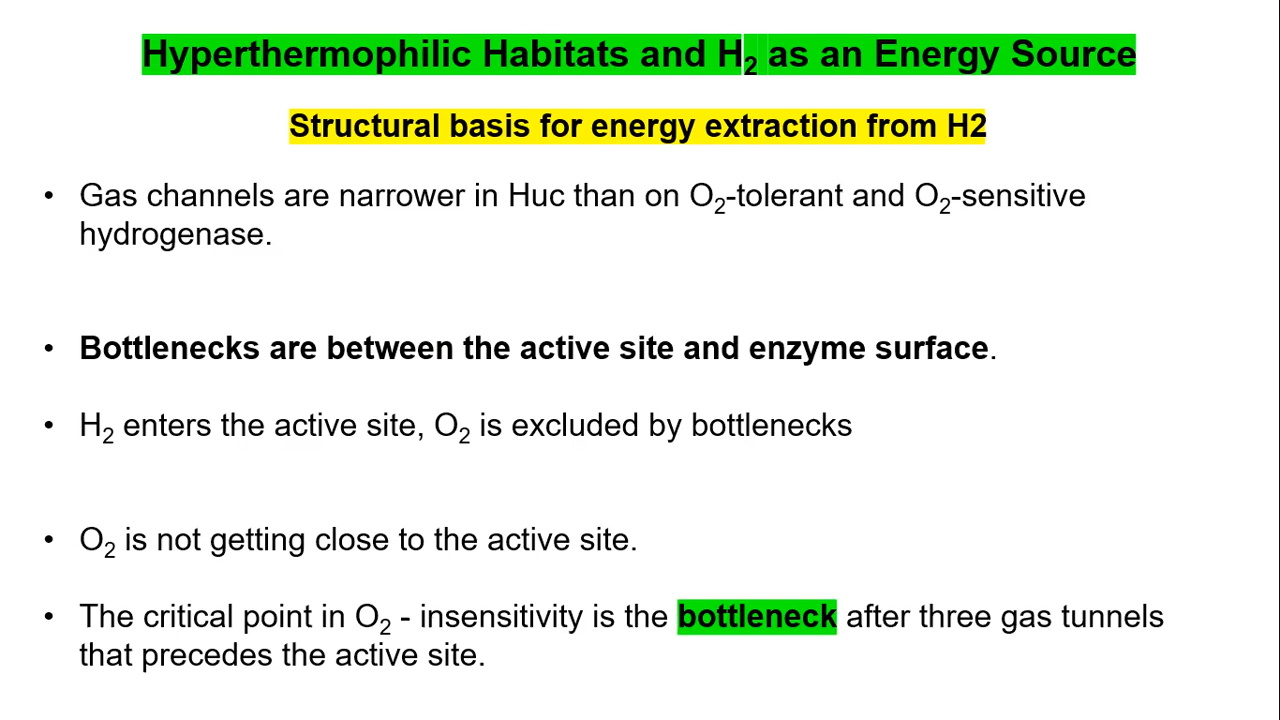 Hyperthermophilic Habitats and H₂ as an Energy Source
Structural basis for energy extraction from H2
• Gas channels are narrower in Huc than on O₂-tolerant and O₂-sensitive
hydrogenase.
• Bottlenecks are between the active site and enzyme surface.
• H₂ enters the active site, O₂ is excluded by bottlenecks
• O₂ is not getting close to the active site.
• The critical point in O₂ - insensitivity is the bottleneck after three gas tunnels
that precedes the active site.